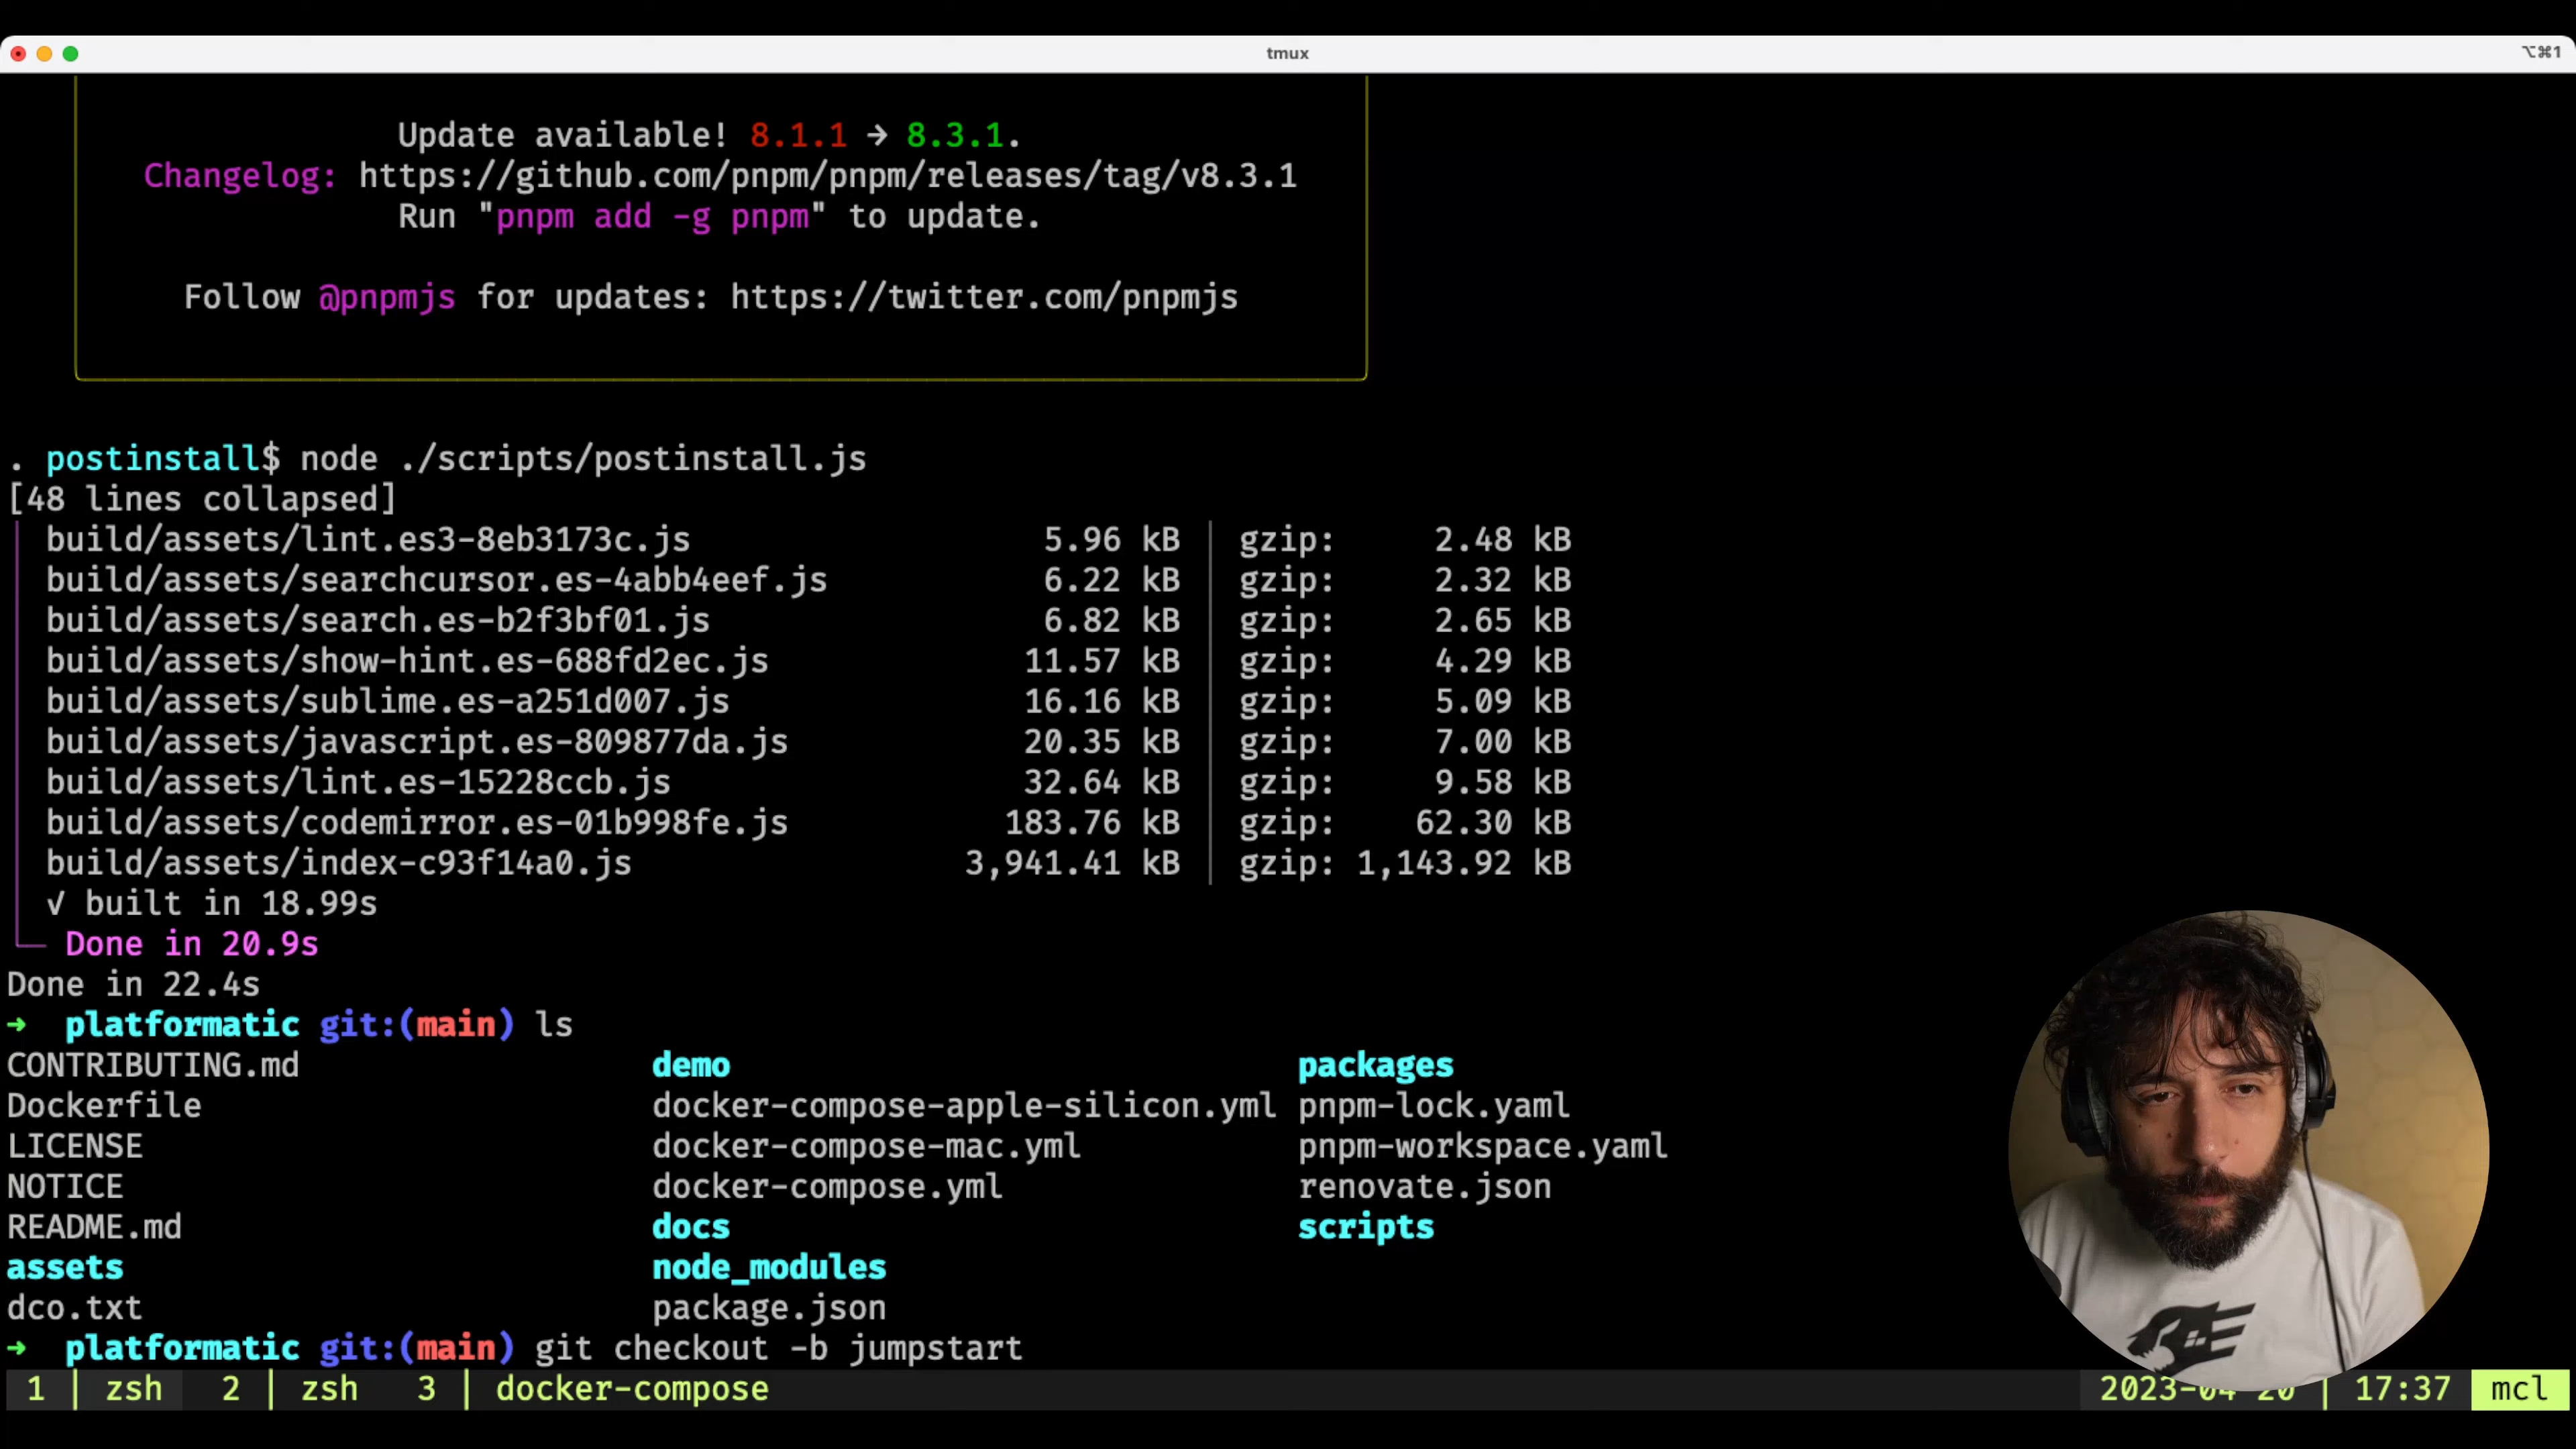 tmux
⌥⌘1
Update available! 8.1.1 → 8.3.1.
Changelog: https://github.com/pnpm/pnpm/releases/tag/v8.3.1
Run "pnpm add -g pnpm" to update.
Follow @pnpmjs for updates: https://twitter.com/pnpmjs
. postinstall$ node ./scripts/postinstall.js
[48 lines collapsed]
build/assets/lint.es3-8eb3173c.js 5.96 kB │ gzip: 2.48 kB
build/assets/searchcursor.es-4abb4eef.js 6.22 kB │ gzip: 2.32 kB
build/assets/search.es-b2f3bf01.js 6.82 kB │ gzip: 2.65 kB
build/assets/show-hint.es-688fd2ec.js 11.57 kB │ gzip: 4.29 kB
build/assets/sublime.es-a251d007.js 16.16 kB │ gzip: 5.09 kB
build/assets/javascript.es-809877da.js 20.35 kB │ gzip: 7.00 kB
build/assets/lint.es-15228ccb.js 32.64 kB │ gzip: 9.58 kB
build/assets/codemirror.es-01b998fe.js 183.76 kB │ gzip: 62.30 kB
build/assets/index-c93f14a0.js 3,941.41 kB │ gzip: 1,143.92 kB
√ built in 18.99s
└─ Done in 20.9s
Done in 22.4s
➜ platformatic git:(main) ls
CONTRIBUTING.md demo packages
Dockerfile docker-compose-apple-silicon.yml pnpm-lock.yaml
LICENSE docker-compose-mac.yml pnpm-workspace.yaml
NOTICE docker-compose.yml renovate.json
README.md docs scripts
assets node_modules
dco.txt package.json
➜ platformatic git:(main) git checkout -b jumpstart
1 | zsh 2 | zsh 3 | docker-compose 2023-04 20 | 17:37 mcl